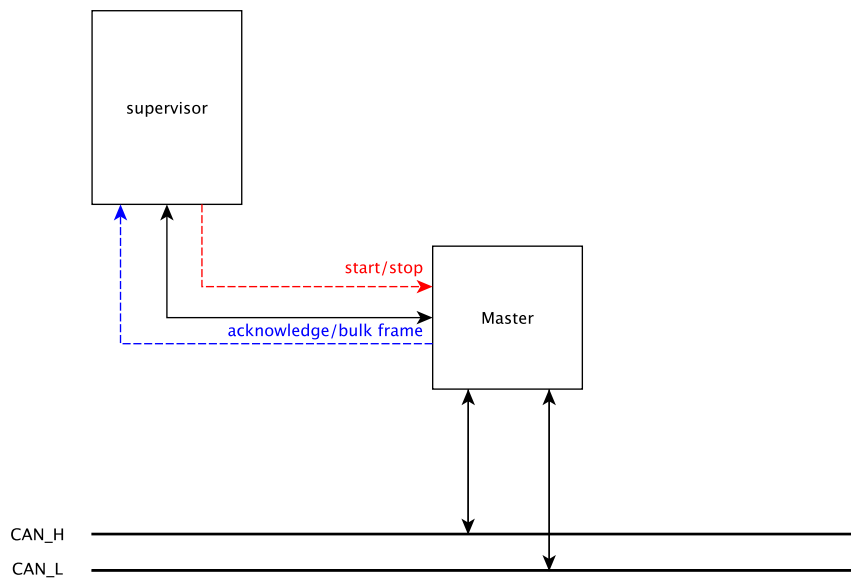 supervisor
start/stop
Master
acknowledge/bulk frame
CAN_H
CAN_L